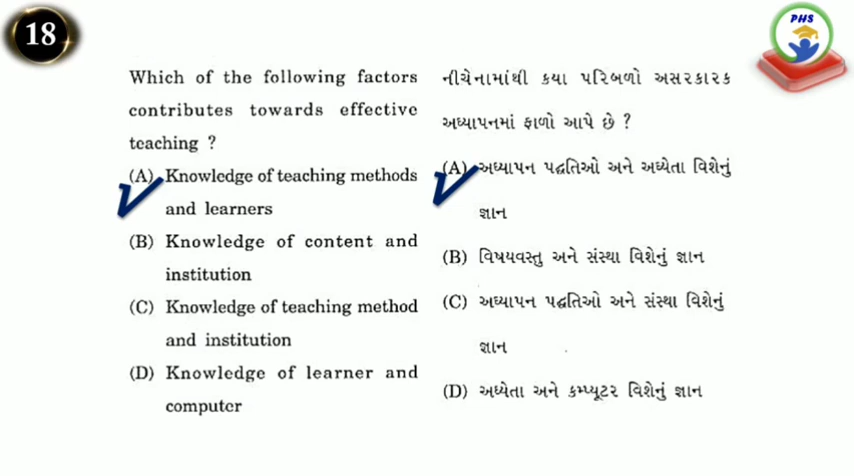 18
PHS
Which of the following factors
contributes towards effective
teaching ?
(A) Knowledge of teaching methods
and learners
(B) Knowledge of content and
institution
(C) Knowledge of teaching method
and institution
(D) Knowledge of learner and
computer
નીચેનામાંથી કયા પરિબળો અસરકારક
અધ્યાપનમાં ફાળો આપે છે ?
(A) અધ્યાપન પદ્ધતિઓ અને અધ્યેતા વિશેનું
જ્ઞાન
(B) વિષયવસ્તુ અને સંસ્થા વિશેનું જ્ઞાન
(C) અધ્યાપન પદ્ધતિઓ અને સંસ્થા વિશેનું
જ્ઞાન
(D) અધ્યેતા અને કમ્પ્યૂટર વિશેનું જ્ઞાન